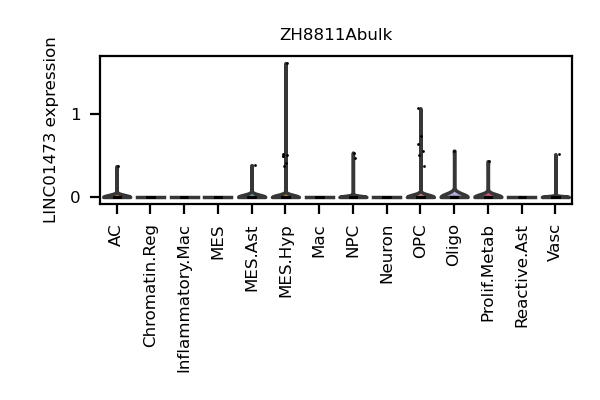 ZH8811Abulk
LINC01473 expression
1
0
AC
Chromatin.Reg
Inflammatory.Mac
MES
MES.Ast
MES.Hyp
Mac
NPC
Neuron
OPC
Oligo
Prolif.Metab
Reactive.Ast
Vasc